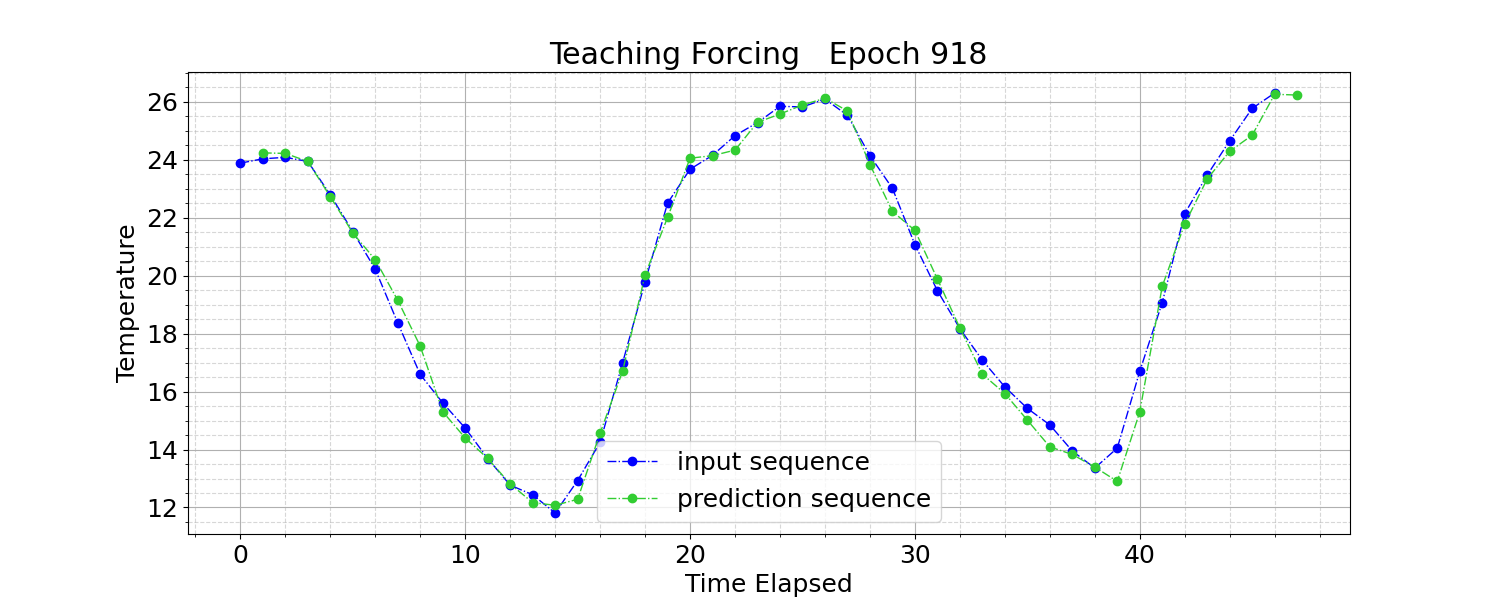 Teaching Forcing   Epoch 918
26
24
22
20
18
16
14
12
Temperature
input sequence
prediction sequence
0 10 20 30 40
Time Elapsed